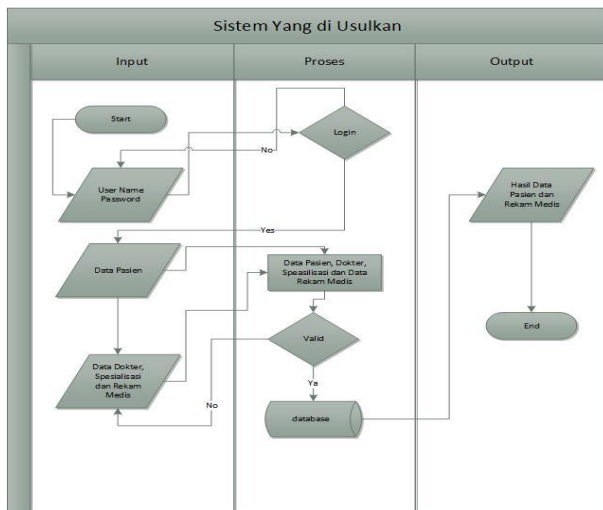 Sistem Yang di Usulkan
Input
Proses
Output
Start
Login
No
User Name
Password
Hasil Data
Pasien dan
Rekam Medis
Yes
Data Pasien
Data Pasien, Dokter,
Speasilisasi dan Data
Rekam Medis
End
Valid
Data Dokter,
Spesialisasi
dan Rekam
Medis
Ya
No
database